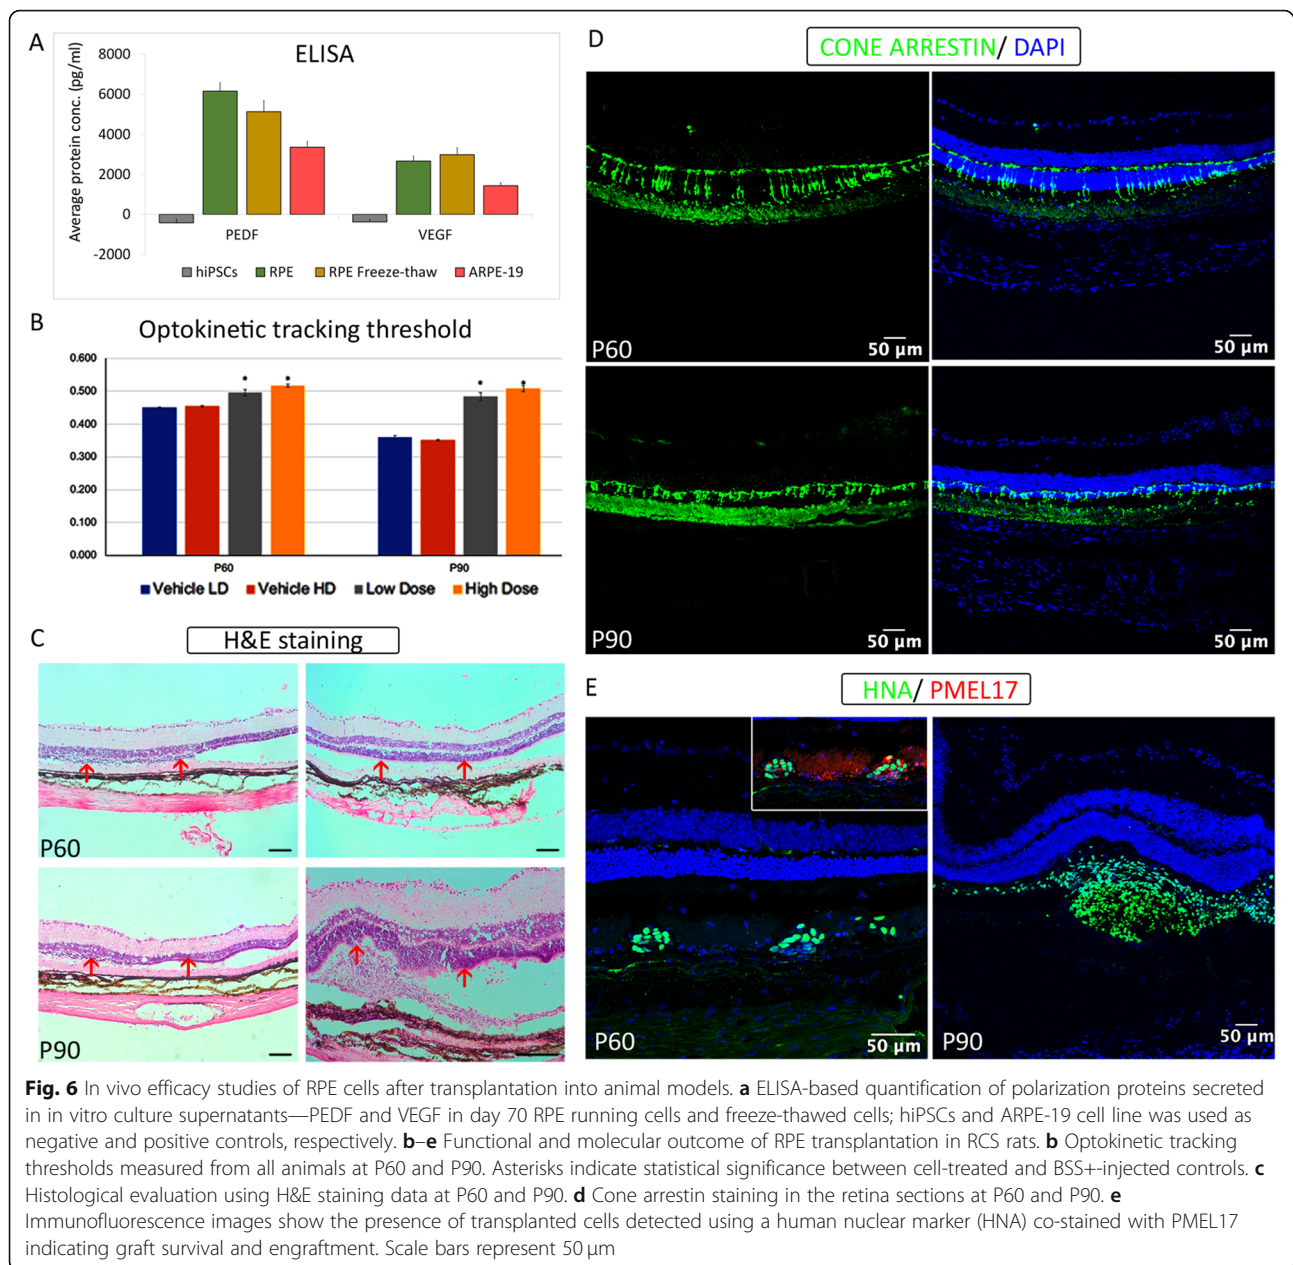 A
ELISA
Average protein conc. (pg/ml)
8000
6000
4000
2000
0
-2000
PEDF
VEGF
hiPSCs
RPE
RPE Freeze-thaw
ARPE-19
B
Optokinetic tracking threshold
0.600
0.500
0.400
0.300
0.200
0.100
0.000
* * * *
P60
P90
Vehicle LD
Vehicle HD
Low Dose
High Dose
C
H&E staining
P60
P90
D
CONE ARRESTIN/ DAPI
P60
50 µm
50 µm
P90
50 µm
50 µm
E
HNA/ PMEL17
P60
50 µm
P90
50 µm
Fig. 6 In vivo efficacy studies of RPE cells after transplantation into animal models. a ELISA-based quantification of polarization proteins secreted
in in vitro culture supernatants—PEDF and VEGF in day 70 RPE running cells and freeze-thawed cells; hiPSCs and ARPE-19 cell line was used as
negative and positive controls, respectively. b–e Functional and molecular outcome of RPE transplantation in RCS rats. b Optokinetic tracking
thresholds measured from all animals at P60 and P90. Asterisks indicate statistical significance between cell-treated and BSS+-injected controls. c
Histological evaluation using H&E staining data at P60 and P90. d Cone arrestin staining in the retina sections at P60 and P90. e
Immunofluorescence images show the presence of transplanted cells detected using a human nuclear marker (HNA) co-stained with PMEL17
indicating graft survival and engraftment. Scale bars represent 50 µm